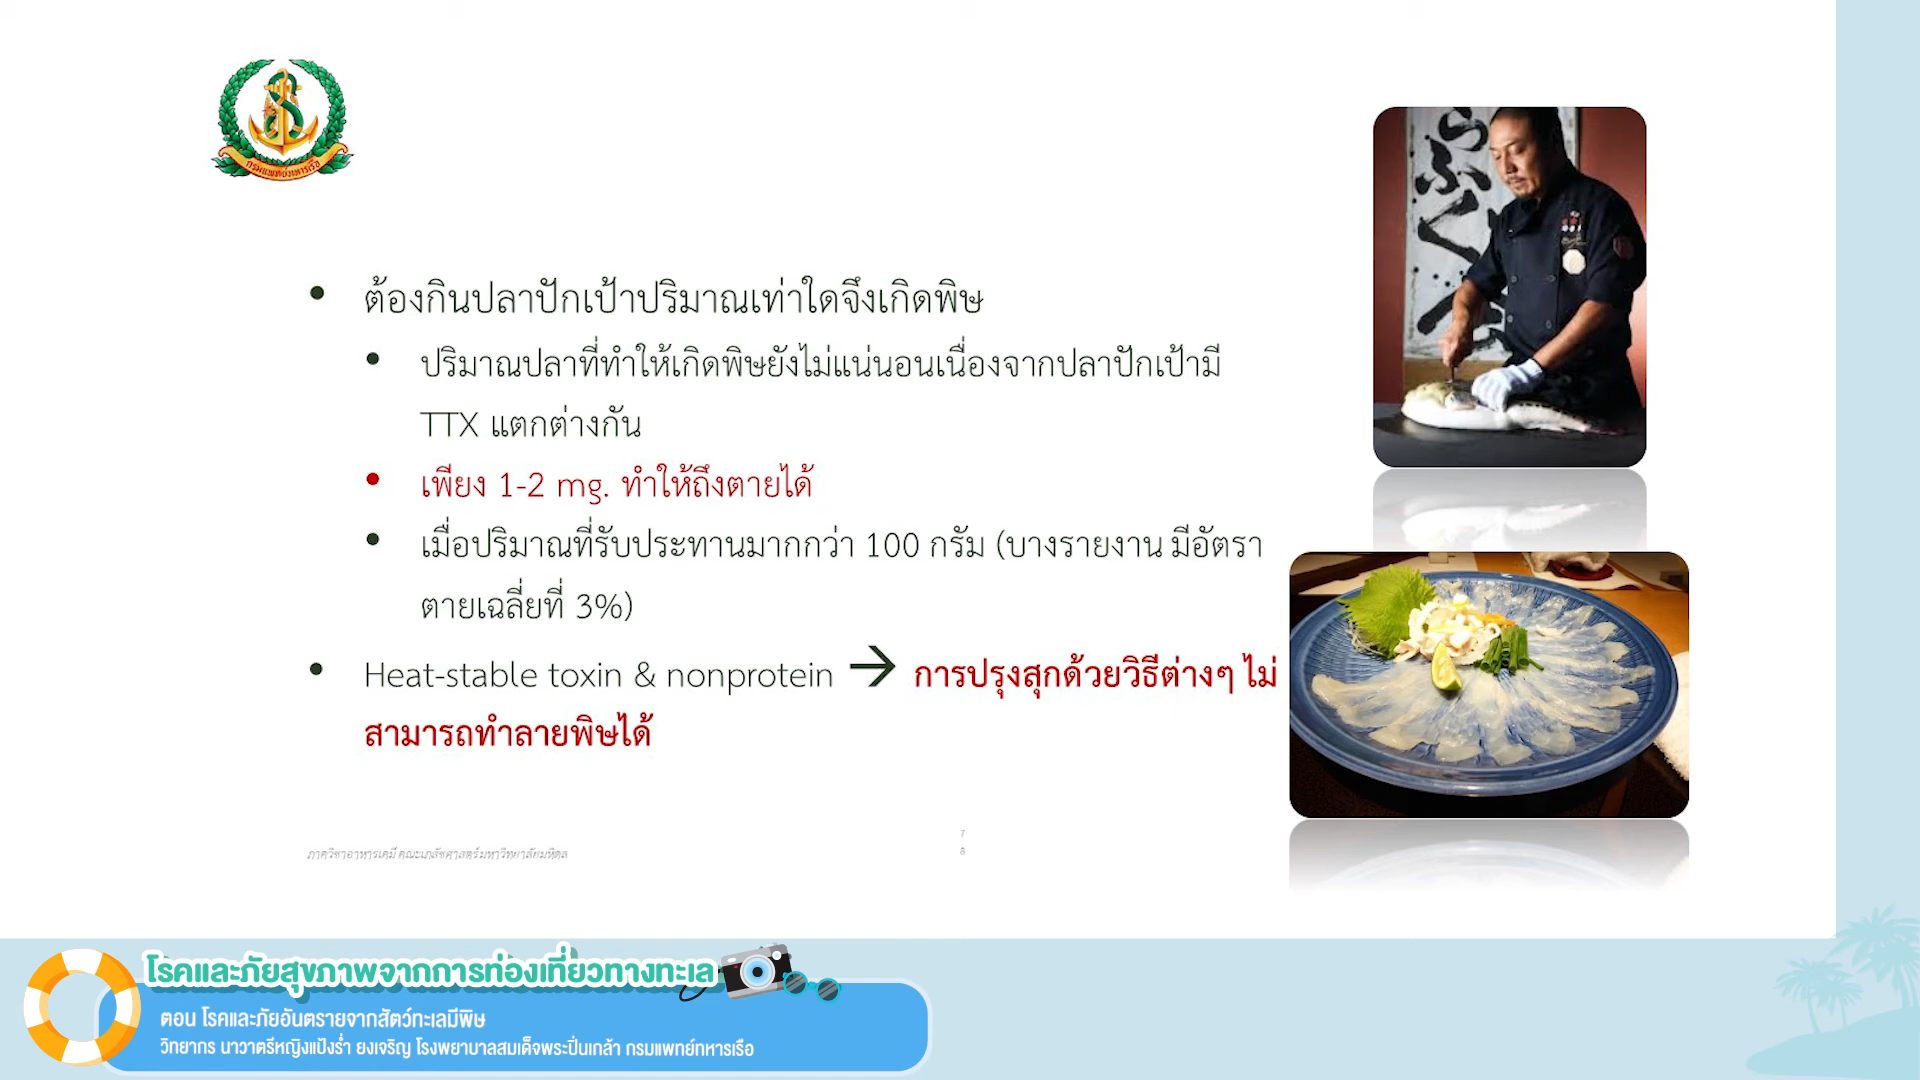 กรมแพทย์ทหารเรือ
ต้องกินปลาปักเป้าปริมาณเท่าใดจึงเกิดพิษ
ปริมาณปลาที่ทำให้เกิดพิษยังไม่แน่นอนเนื่องจากปลาปักเป้ามี
TTX แตกต่างกัน
เพียง 1-2 mg. ทำให้ถึงตายได้
เมื่อปริมาณที่รับประทานมากกว่า 100 กรัม (บางรายงาน มีอัตรา
ตายเฉลี่ยที่ 3%)
Heat-stable toxin & nonprotein → การปรุงสุกด้วยวิธีต่างๆ ไม่
สามารถทำลายพิษได้
ภาควิชาอาหารเคมี คณะเภสัชศาสตร์มหาวิทยาลัยมหิดล
7
8
โรคและภัยสุขภาพจากการท่องเที่ยวทางทะเล
ตอน โรคและภัยอันตรายจากสัตว์ทะเลมีพิษ
วิทยากร นาวาตรีหญิงแป้งร่ำ ยงเจริญ โรงพยาบาลสมเด็จพระปิ่นเกล้า กรมแพทย์ทหารเรือ